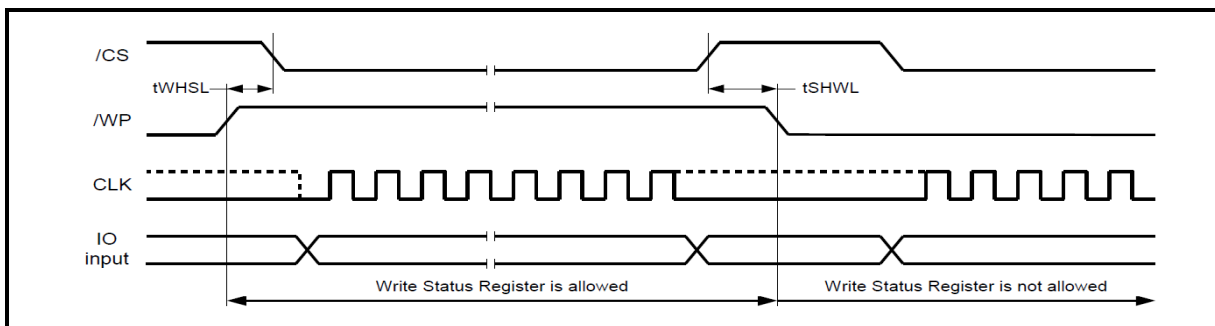 /CS
tWHSL
tSHWL
/WP
CLK
IO
input
Write Status Register is allowed
Write Status Register is not allowed